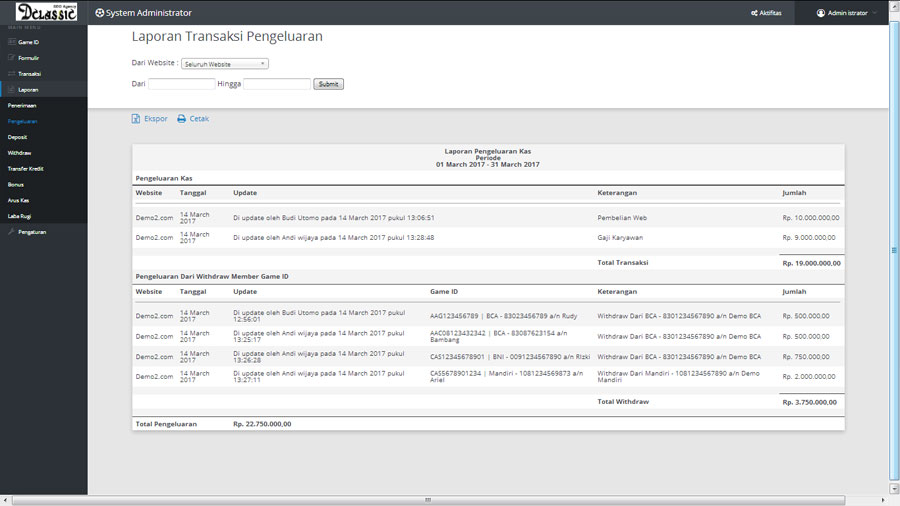 SEO Agency
Dclassic
System Administrator
Aktifitas
Admin istrator
MAIN MENU
Game ID
Formulir
Transaksi
Laporan
Penerimaan
Pengeluaran
Deposit
Withdraw
Transfer Kredit
Bonus
Arus Kas
Laba Rugi
Pengaturan
Laporan Transaksi Pengeluaran
Dari Website : Seluruh Website
Dari Hingga Submit
Ekspor Cetak
Laporan Pengeluaran Kas
Periode
01 March 2017 - 31 March 2017
Pengeluaran Kas
Website Tanggal Update Keterangan Jumlah
Demo2.com 14 March 2017 Di update oleh Budi Utomo pada 14 March 2017 pukul 13:06:51 Pembelian Web Rp. 10.000.000,00
Demo2.com 14 March 2017 Di update oleh Andi wijaya pada 14 March 2017 pukul 13:28:48 Gaji Karyawan Rp. 9.000.000,00
Total Transaksi Rp. 19.000.000,00
Pengeluaran Dari Withdraw Member Game ID
Website Tanggal Update Game ID Keterangan Jumlah
Demo2.com 14 March 2017 Di update oleh Budi Utomo pada 14 March 2017 pukul 12:56:01 AAG123456789 | BCA - 83023456789 a/n Rudy Withdraw Dari BCA - 8301234567890 a/n Demo BCA Rp. 500.000,00
Demo2.com 14 March 2017 Di update oleh Andi wijaya pada 14 March 2017 pukul 13:25:17 AAC08123432342 | BCA - 83087623154 a/n Bambang Withdraw Dari BCA - 8301234567890 a/n Demo BCA Rp. 500.000,00
Demo2.com 14 March 2017 Di update oleh Andi wijaya pada 14 March 2017 pukul 13:26:28 CAS12345678901 | BNI - 0091234567890 a/n Rizki Withdraw Dari BCA - 8301234567890 a/n Demo BCA Rp. 750.000,00
Demo2.com 14 March 2017 Di update oleh Andi wijaya pada 14 March 2017 pukul 13:27:11 CAS5678901234 | Mandiri - 1081234569873 a/n Ariel Withdraw Dari Mandiri - 1081234567890 a/n Demo Mandiri Rp. 2.000.000,00
Total Withdraw Rp. 3.750.000,00
Total Pengeluaran Rp. 22.750.000,00